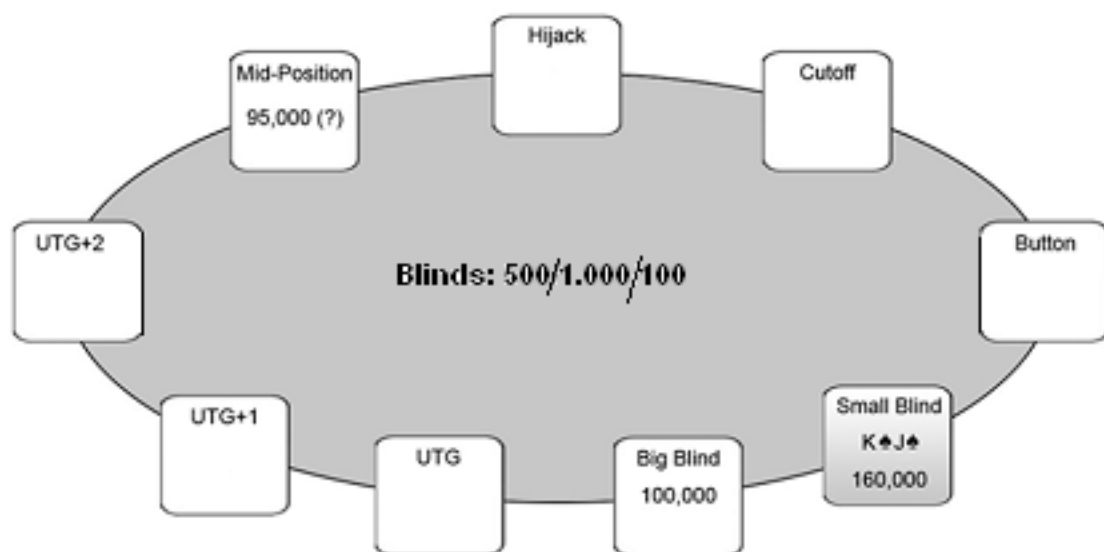 Hijack
Mid-Position
95,000 (?)
Cutoff
UTG+2
Blinds: 500/1.000/100
Button
UTG+1
UTG
Big Blind
100,000
Small Blind
K♠J♠
160,000